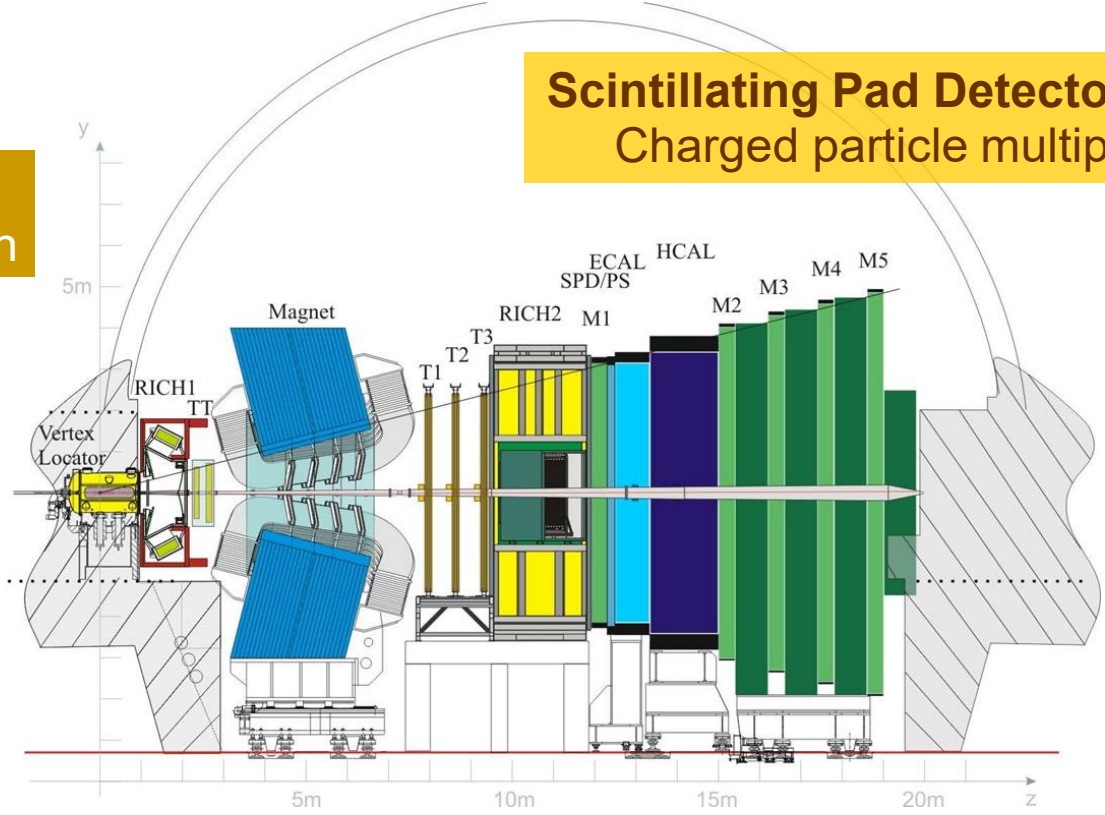 Scintillating Pad Detecto
Charged particle multip
n
y
5m
Magnet
RICH1
TT
Vertex
Locator
T1
T2
T3
RICH2
M1
SPD/PS
ECAL
HCAL
M2
M3
M4
M5
5m
10m
15m
20m
z